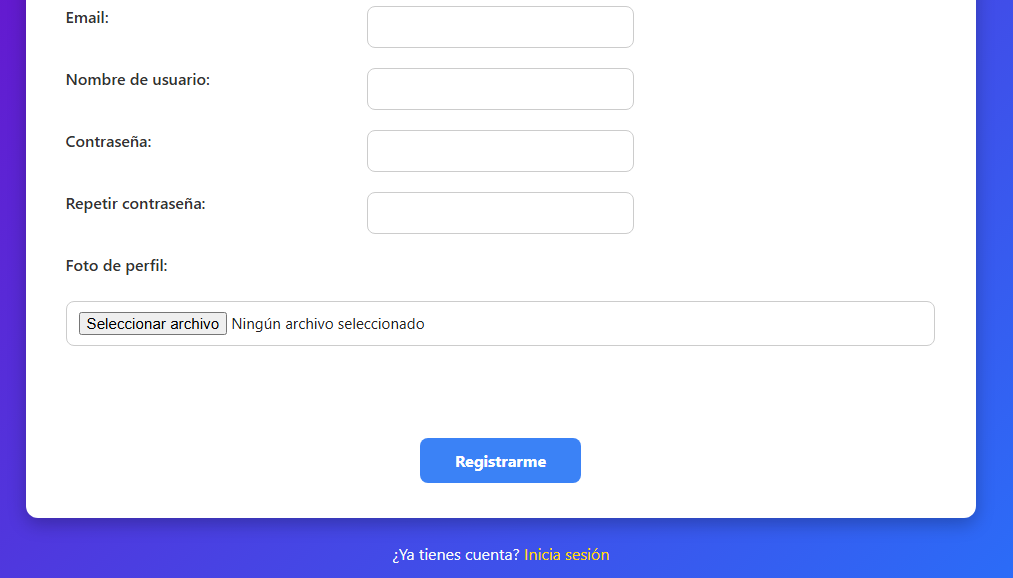 Email:
Nombre de usuario:
Contraseña:
Repetir contraseña:
Foto de perfil:
Seleccionar archivo Ningún archivo seleccionado
Registrarme
¿Ya tienes cuenta? Inicia sesión